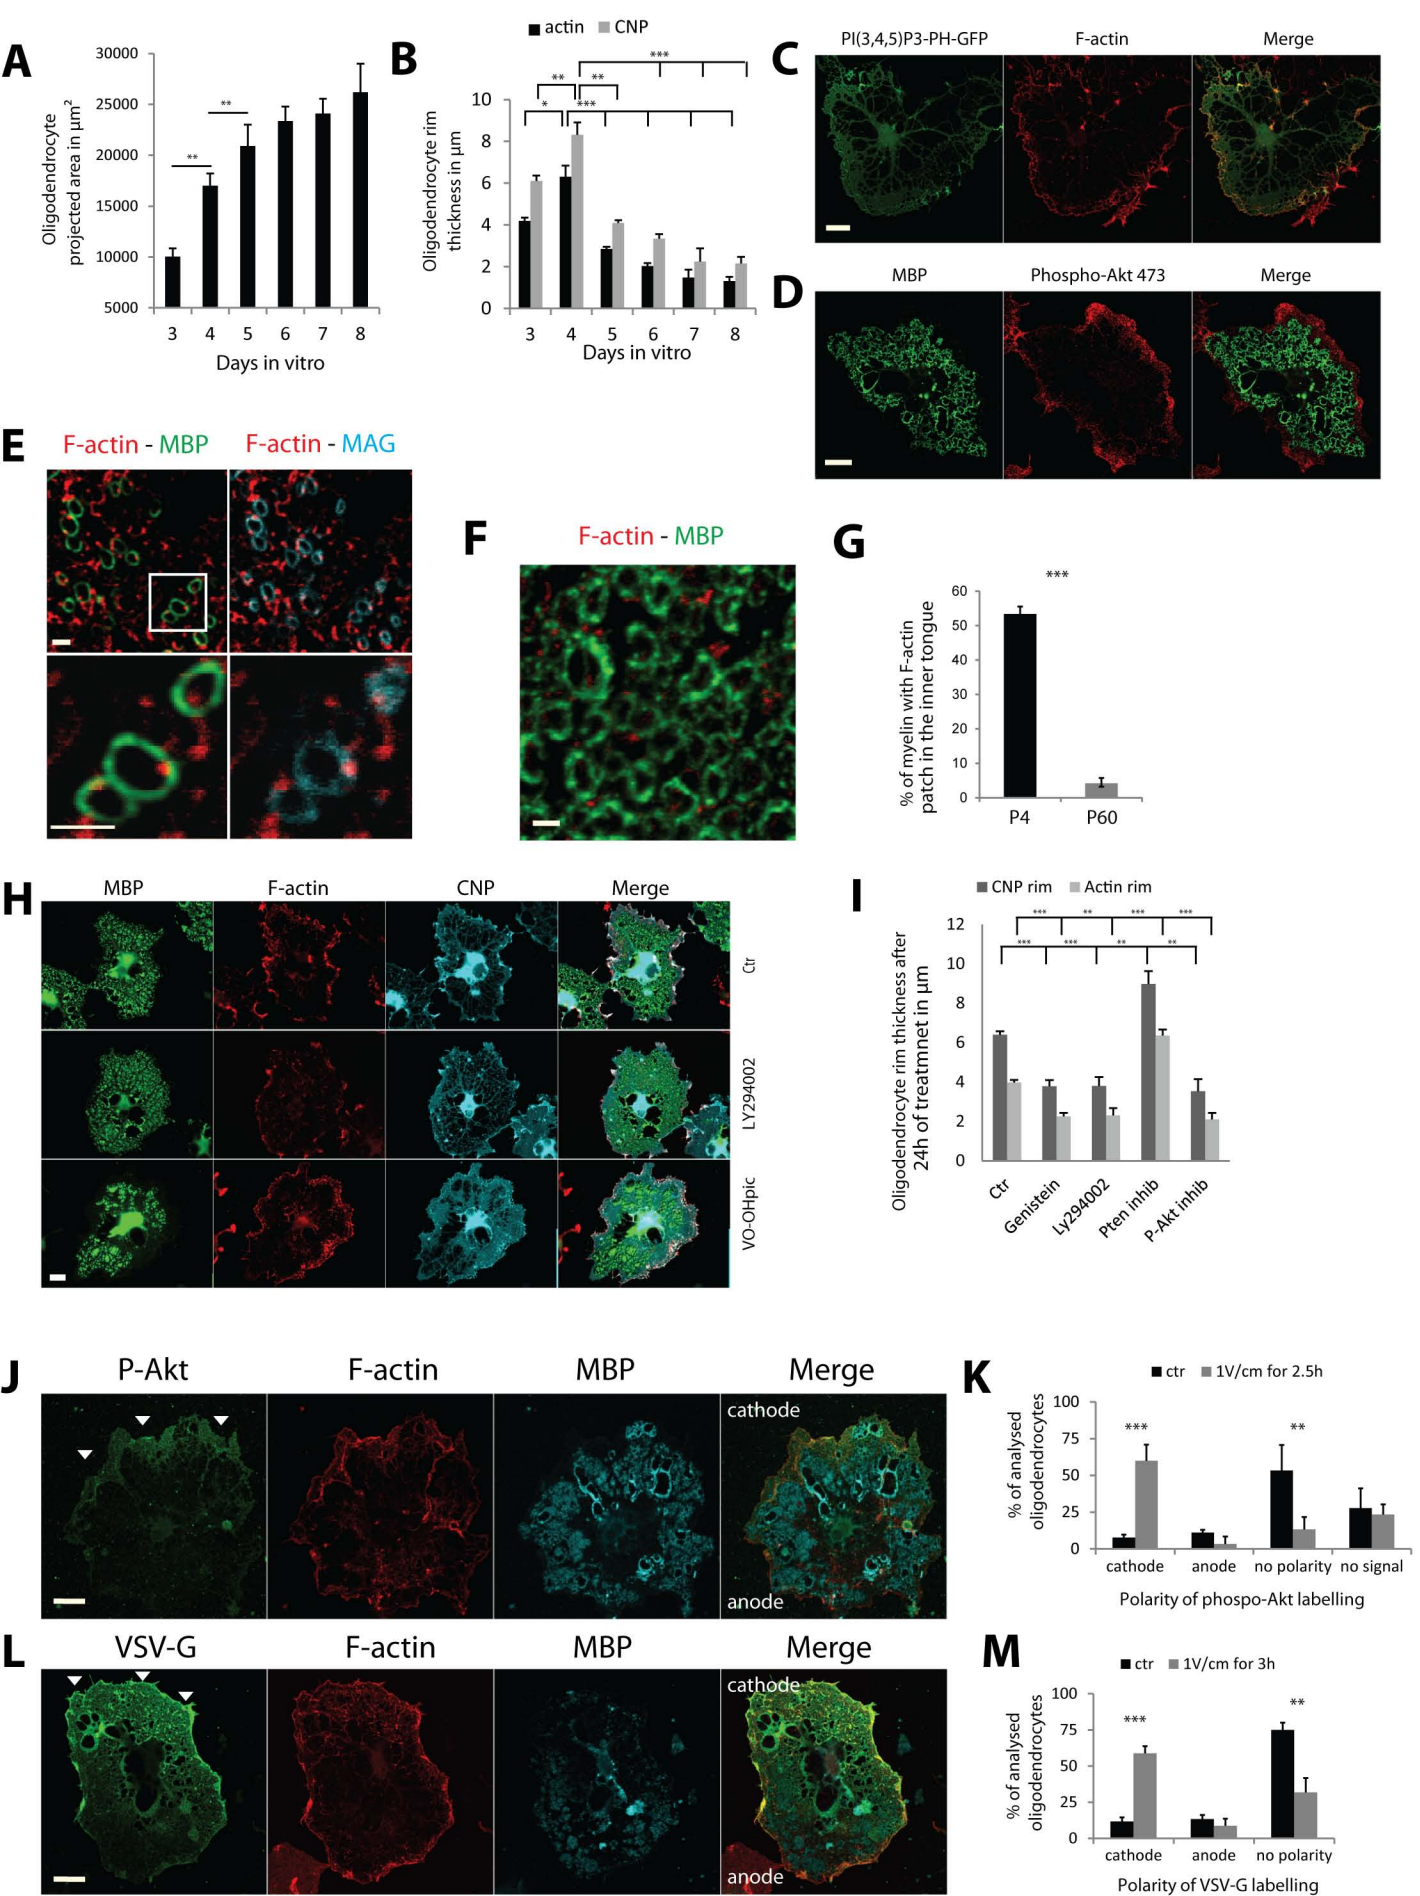 A
Oligodendrocyte
projected area in µm²
30000
25000
20000
15000
10000
5000
**
**
3 4 5 6 7 8
Days in vitro
B
actin CNP
Oligodendrocyte rim
thickness in µm
10
8
6
4
2
0
***
** **
* ***
3 4 5 6 7 8
Days in vitro
C
PI(3,4,5)P3-PH-GFP F-actin Merge
D
MBP Phospho-Akt 473 Merge
E
F-actin - MBP F-actin - MAG
F
F-actin - MBP
G
% of myelin with F-actin
patch in the inner tongue
***
60
50
40
30
20
10
0
P4 P60
H
MBP F-actin CNP Merge
Ctr
LY294002
VO-OHpic
I
CNP rim Actin rim
Oligodendrocyte rim thickness after
24h of treatmnet in µm
12
10
8
6
4
2
0
*** ** *** ***
*** *** ** **
Ctr Genistein Ly294002 Pten inhib P-Akt inhib
J
P-Akt F-actin MBP Merge
cathode
anode
K
ctr 1V/cm for 2.5h
% of analysed
oligodendrocytes
100
75
50
25
0
*** **
cathode anode no polarity no signal
Polarity of phospo-Akt labelling
L
VSV-G F-actin MBP Merge
cathode
anode
M
ctr 1V/cm for 3h
% of analysed
oligodendrocytes
100
75
50
25
0
*** **
cathode anode no polarity
Polarity of VSV-G labelling